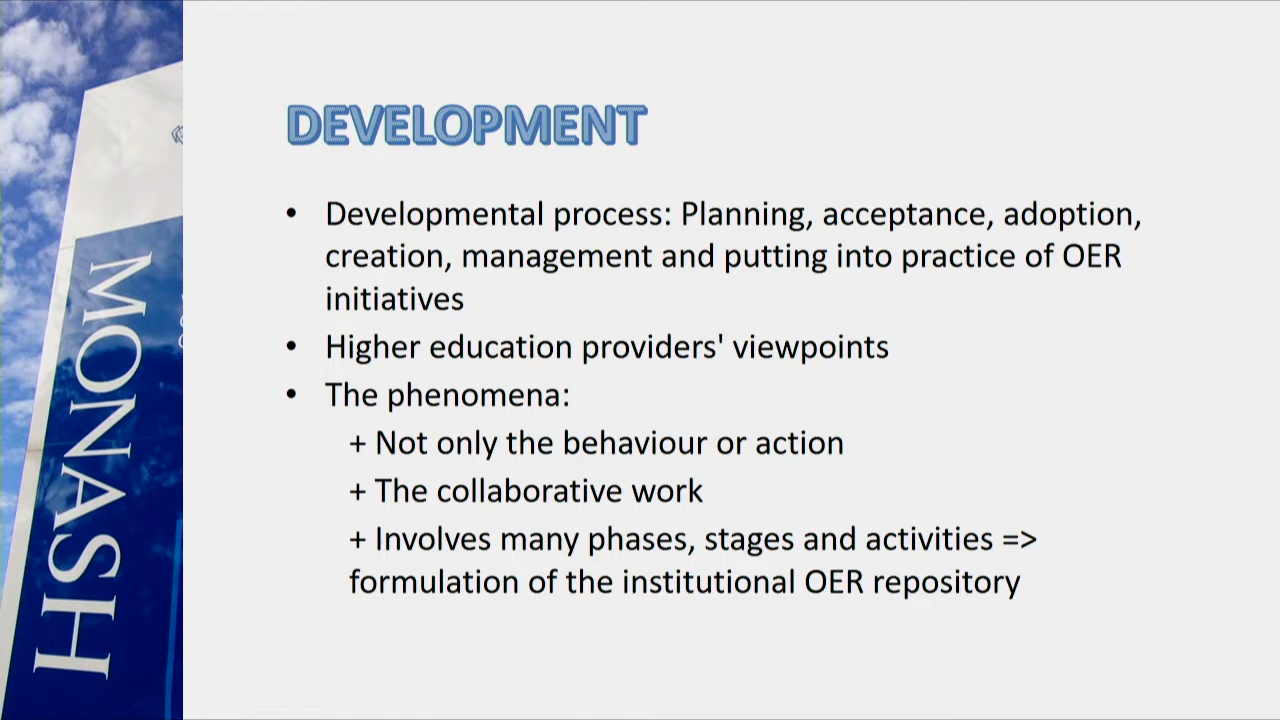 DEVELOPMENT
• Developmental process: Planning, acceptance, adoption,
creation, management and putting into practice of OER
initiatives
• Higher education providers' viewpoints
• The phenomena:
+ Not only the behaviour or action
+ The collaborative work
+ Involves many phases, stages and activities =>
formulation of the institutional OER repository
MONASH